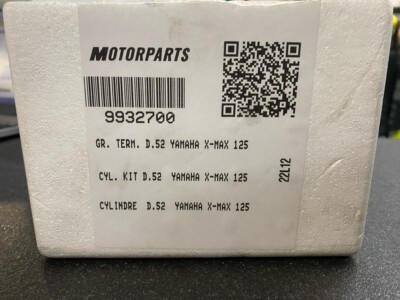 MOTORPARTS
9932700
GR. TERM. D.52 YAMAHA X-MAX 125
CYL. KIT D.52 YAMAHA X-MAX 125
CYLINDRE D.52 YAMAHA X-MAX 125
22L12